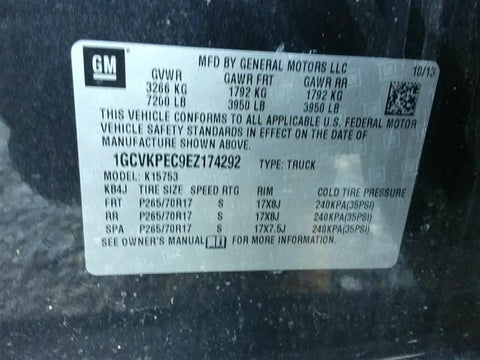 GM
MFD BY GENERAL MOTORS LLC
10/13
GVWR GAWR FRT GAWR RR
3266 KG 1792 KG 1792 KG
7200 LB 3950 LB 3950 LB
THIS VEHICLE CONFORMS TO ALL APPLICABLE U.S. FEDERAL MOTOR
VEHICLE SAFETY, BUMPER, AND THEFT PREVENTION STANDARDS IN EFFECT ON THE DATE OF
MANUFACTURE SHOWN ABOVE.
1GCVKPEC9EZ174292 TYPE: TRUCK
MODEL: K15753
KB4J TIRE SIZE SPEED RTG RIM COLD TIRE PRESSURE
FRT P265/70R17 S 17X8J 240KPA(35PSI)
RR P265/70R17 S 17X8J 240KPA(35PSI)
SPA P265/70R17 S 17X7.5J 240KPA(35PSI)
SEE OWNER'S MANUAL FOR MORE INFORMATION.